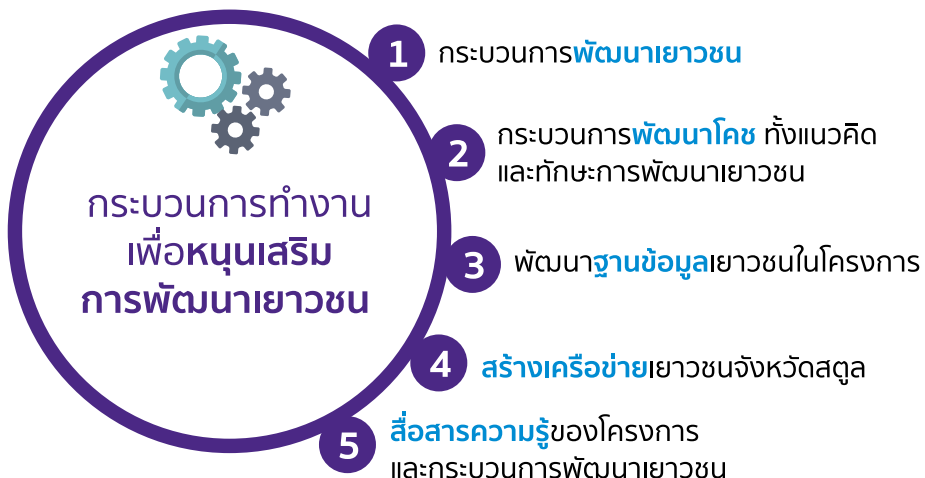 กระบวนการทำงาน
เพื่อหนุนเสริม
การพัฒนาเยาวชน
1 กระบวนการพัฒนาเยาวชน
2 กระบวนการพัฒนาโคช ทั้งแนวคิด
และทักษะการพัฒนาเยาวชน
3 พัฒนาฐานข้อมูลเยาวชนในโครงการ
4 สร้างเครือข่ายเยาวชนจังหวัดสตูล
5 สื่อสารความรู้ของโครงการ
และกระบวนการพัฒนาเยาวชน